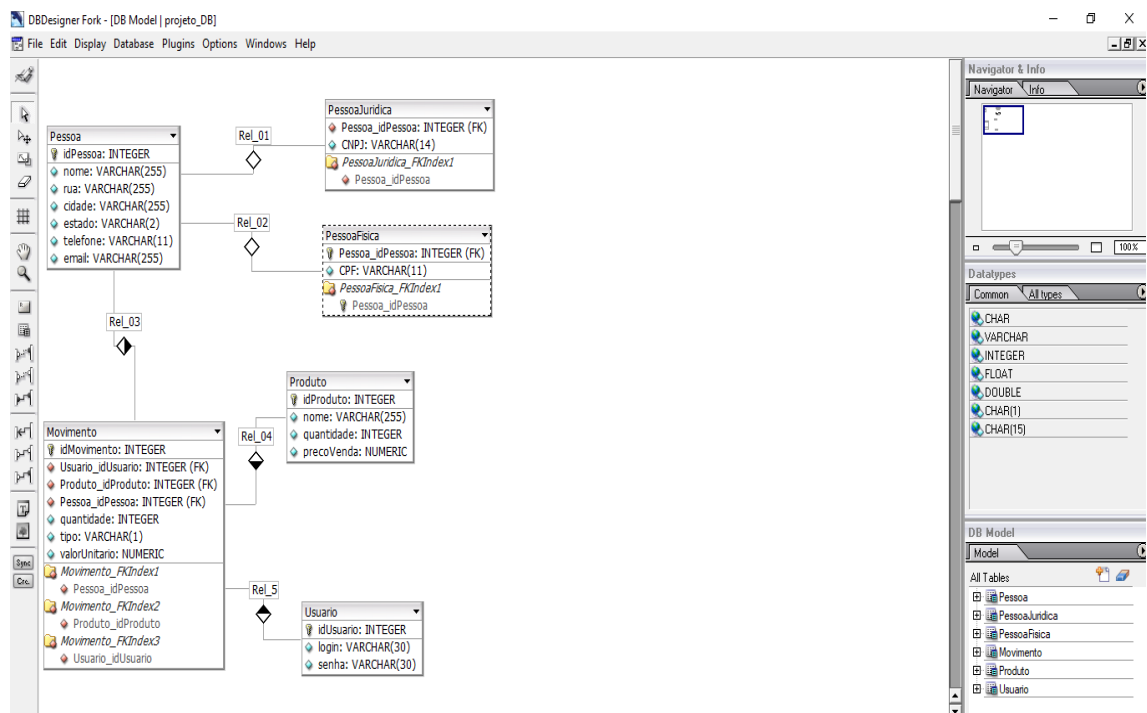 DBDesigner Fork - [DB Model | projeto_DB]
File Edit Display Database Plugins Options Windows Help
Pessoa
idPessoa: INTEGER
nome: VARCHAR(255)
rua: VARCHAR(255)
cidade: VARCHAR(255)
estado: VARCHAR(2)
telefone: VARCHAR(11)
email: VARCHAR(255)
Rel_01
PessoaJuridica
Pessoa_idPessoa: INTEGER (FK)
CNPJ: VARCHAR(14)
PessoaJuridica_FKIndex1
Pessoa_idPessoa
Rel_02
PessoaFisica
Pessoa_idPessoa: INTEGER (FK)
CPF: VARCHAR(11)
PessoaFisica_FKIndex1
Pessoa_idPessoa
Rel_03
Produto
idProduto: INTEGER
nome: VARCHAR(255)
quantidade: INTEGER
precoVenda: NUMERIC
Rel_04
Movimento
idMovimento: INTEGER
Usuario_idUsuario: INTEGER (FK)
Produto_idProduto: INTEGER (FK)
Pessoa_idPessoa: INTEGER (FK)
quantidade: INTEGER
tipo: VARCHAR(1)
valorUnitario: NUMERIC
Movimento_FKIndex1
Pessoa_idPessoa
Movimento_FKIndex2
Produto_idProduto
Movimento_FKIndex3
Usuario_idUsuario
Rel_5
Usuario
idUsuario: INTEGER
login: VARCHAR(30)
senha: VARCHAR(30)
Sync
Navigator & Info
Navigator Info
100%
Datatypes
Common All types
CHAR
VARCHAR
INTEGER
FLOAT
DOUBLE
CHAR(1)
CHAR(15)
DB Model
Model
All Tables
Pessoa
PessoaJuridica
PessoaFisica
Movimento
Produto
Usuario